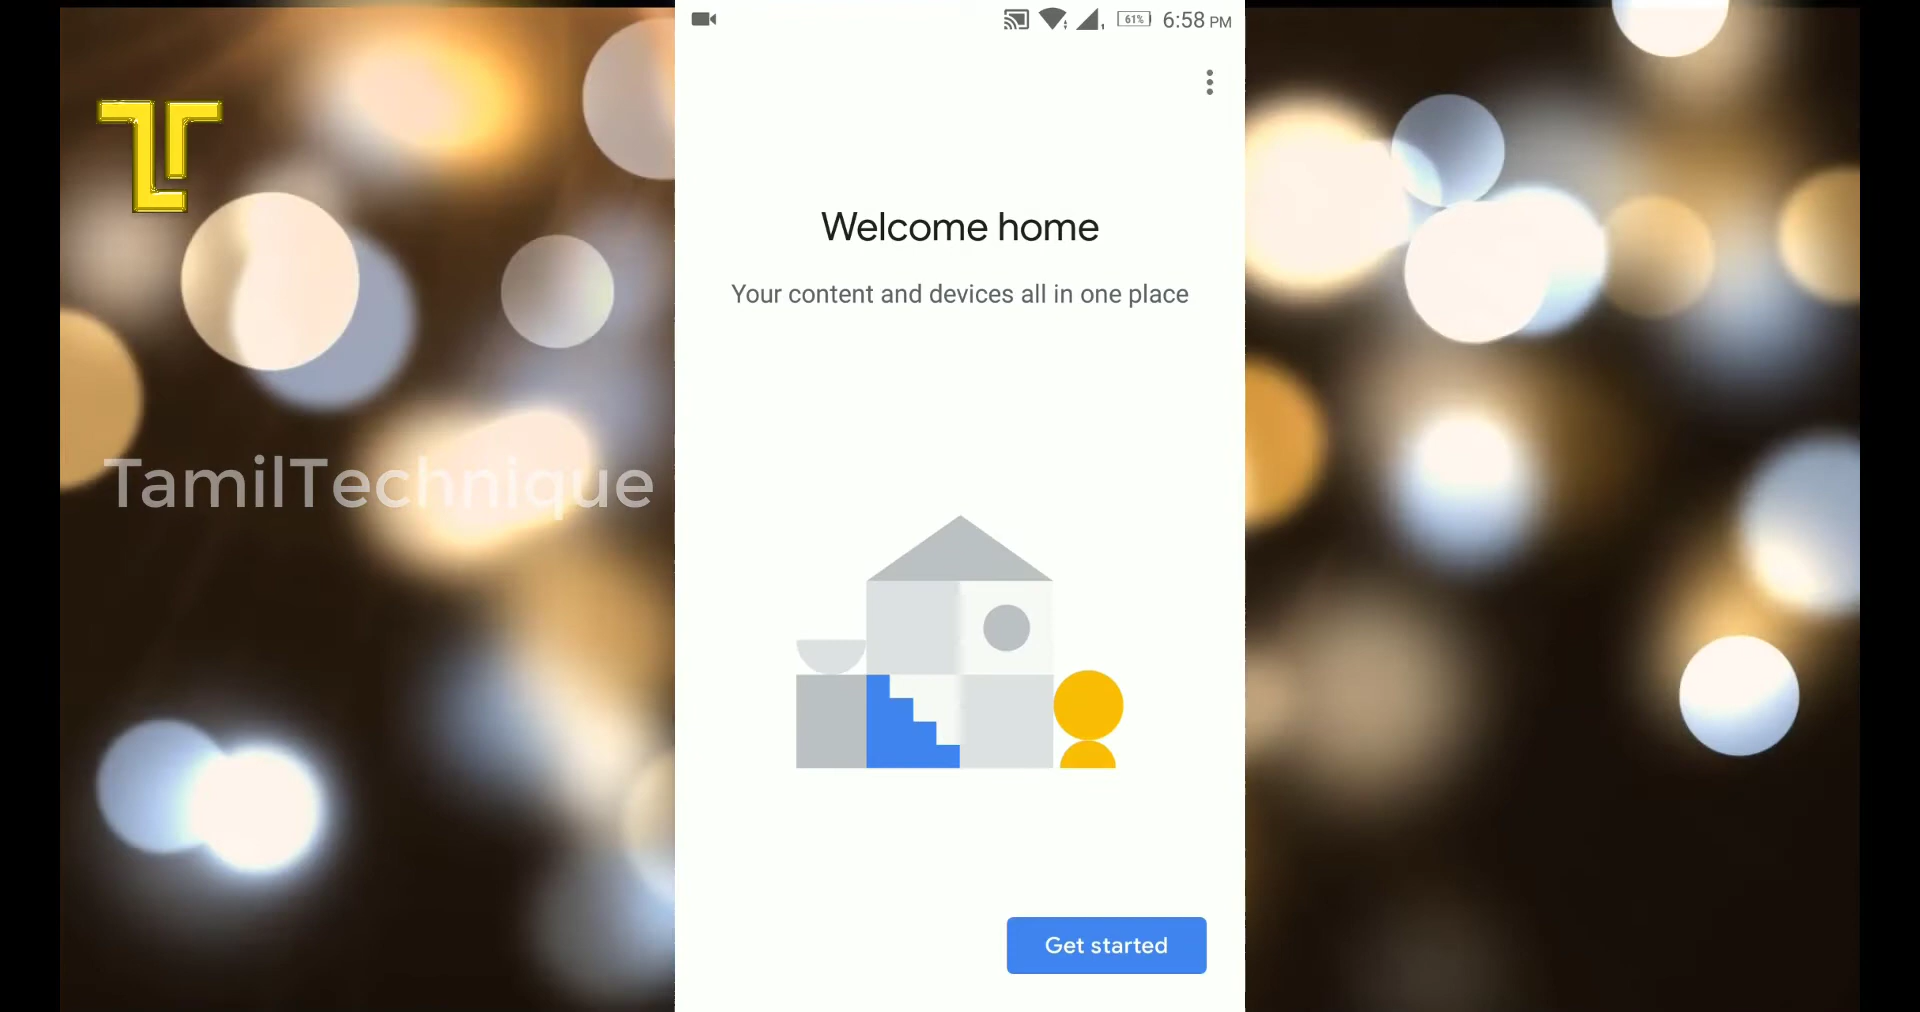 61%
6:58 PM
Welcome home
Your content and devices all in one place
TamilTechnique
Get started